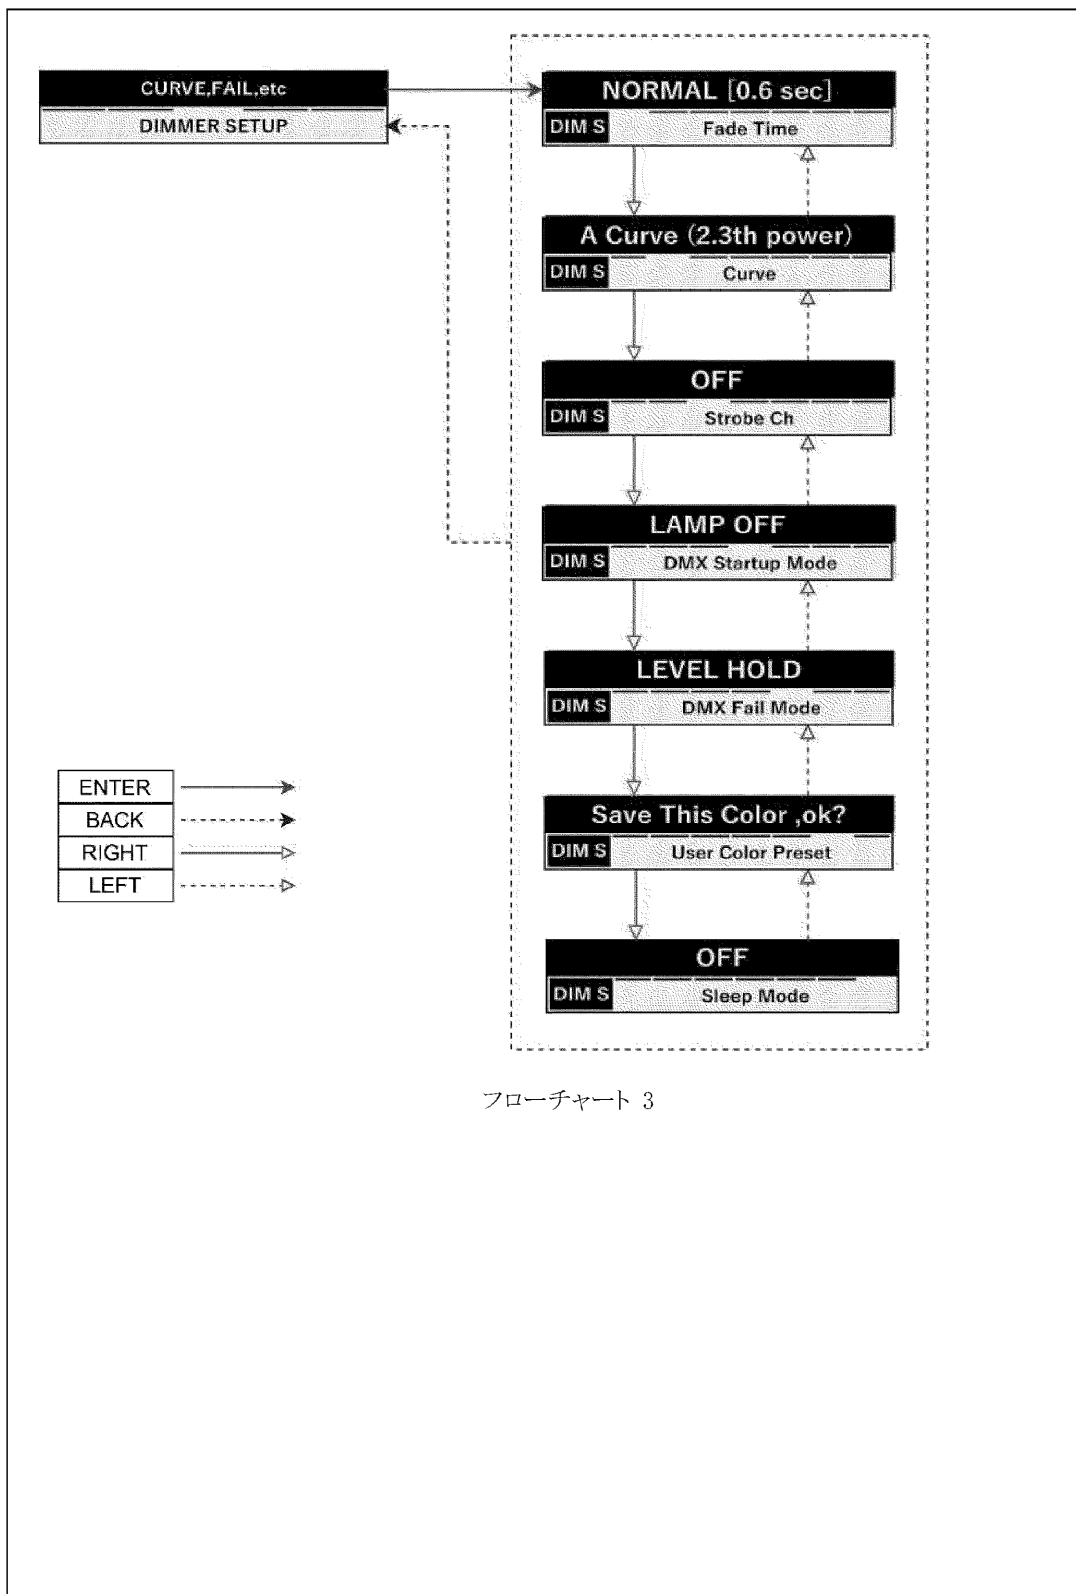 CURVE,FAIL,etc
DIMMER SETUP
NORMAL [0.6 sec]
DIM S Fade Time
A Curve (2.3th power)
DIM S Curve
OFF
DIM S Strobe Ch
LAMP OFF
DIM S DMX Startup Mode
LEVEL HOLD
DIM S DMX Fail Mode
Save This Color ,ok?
DIM S User Color Preset
OFF
DIM S Sleep Mode
ENTER
BACK
RIGHT
LEFT
フローチャート 3